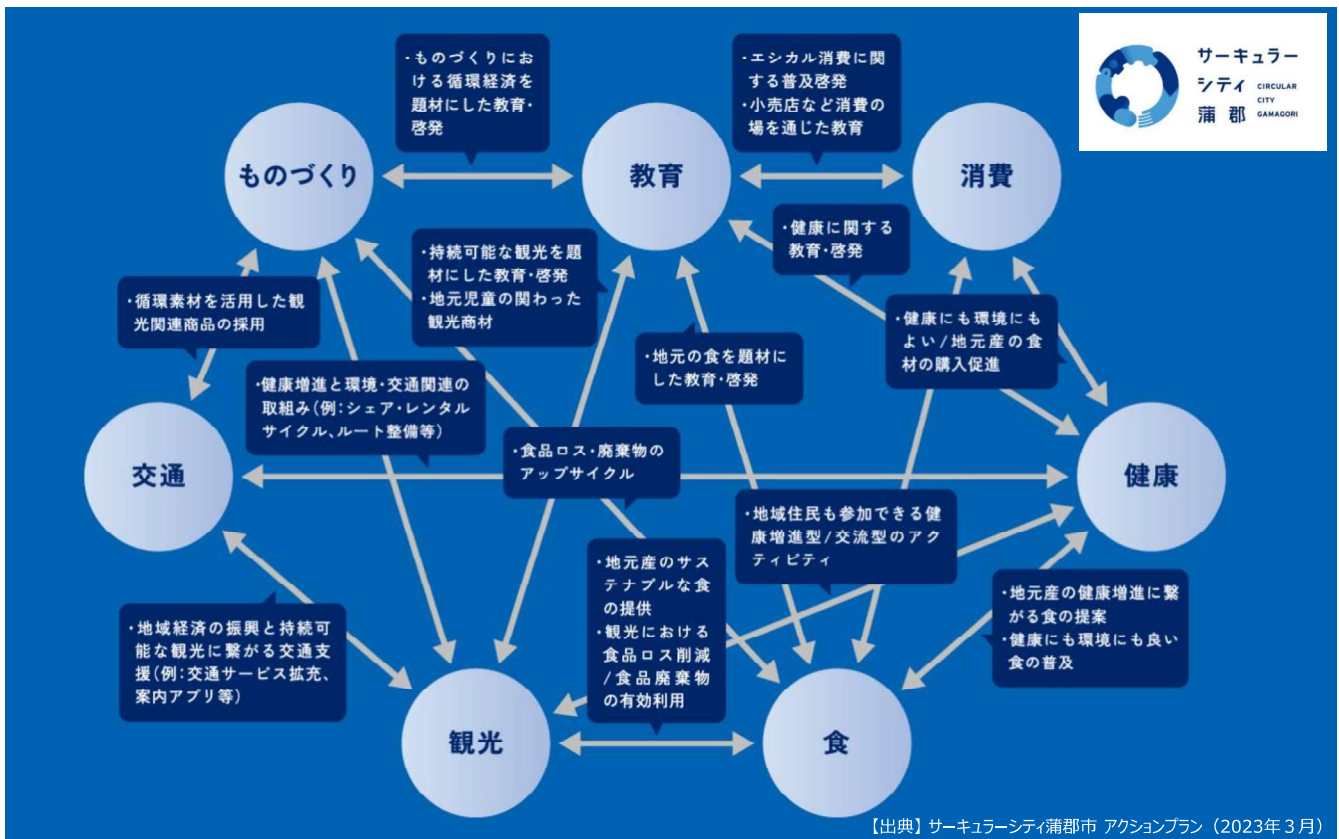 ・ものづくりにお
ける循環経済を
題材にした教育・
啓発
・エシカル消費に関
する普及啓発
・小売店など消費の
場を通じた教育
サーキュラー
シティ
蒲郡
CIRCULAR
CITY
GAMAGORI
ものづくり
教育
消費
・健康に関する
教育・啓発
・持続可能な観光を題
材にした教育・啓発
・地元児童の関わった
観光商材
・循環素材を活用した観
光関連商品の採用
・健康にも環境にも
よい/地元産の食
材の購入促進
・地元の食を題材に
した教育・啓発
・健康増進と環境・交通関連の
取組み(例:シェア・レンタル
サイクル、ルート整備等)
・食品ロス・廃棄物の
アップサイクル
交通
健康
・地域住民も参加できる健
康増進型/交流型のアク
ティビティ
・地元産のサス
テナブルな食
の提供
・観光における
食品ロス削減
/食品廃棄物
の有効利用
・地元産の健康増進に繋
がる食の提案
・健康にも環境にも良い
食の普及
・地域経済の振興と持続可
能な観光に繋がる交通支
援(例:交通サービス拡充、
案内アプリ等)
観光
食
【出典】サーキュラーシティ蒲郡市 アクションプラン（2023年３月）